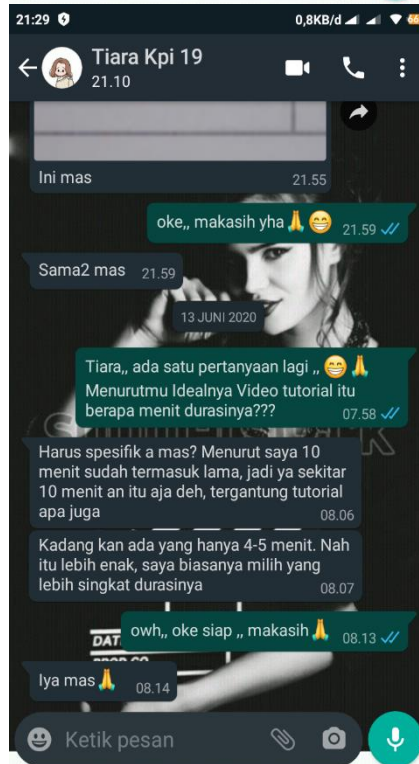 21:29
0,8KB/d
66
Tiara Kpi 19
21.10
Ini mas
21.55
oke,, makasih yha🙏😁
21.59
Sama2 mas
21.59
13 JUNI 2020
Tiara,, ada satu pertanyaan lagi ,,😁🙏
Menurutmu Idealnya Video tutorial itu
berapa menit durasinya???
07.58
Harus spesifik a mas? Menurut saya 10
menit sudah termasuk lama, jadi ya sekitar
10 menit an itu aja deh, tergantung tutorial
apa juga
08.06
Kadang kan ada yang hanya 4-5 menit. Nah
itu lebih enak, saya biasanya milih yang
lebih singkat durasinya
08.07
owh,, oke siap ,, makasih🙏
08.13
Iya mas🙏
08.14
Ketik pesan